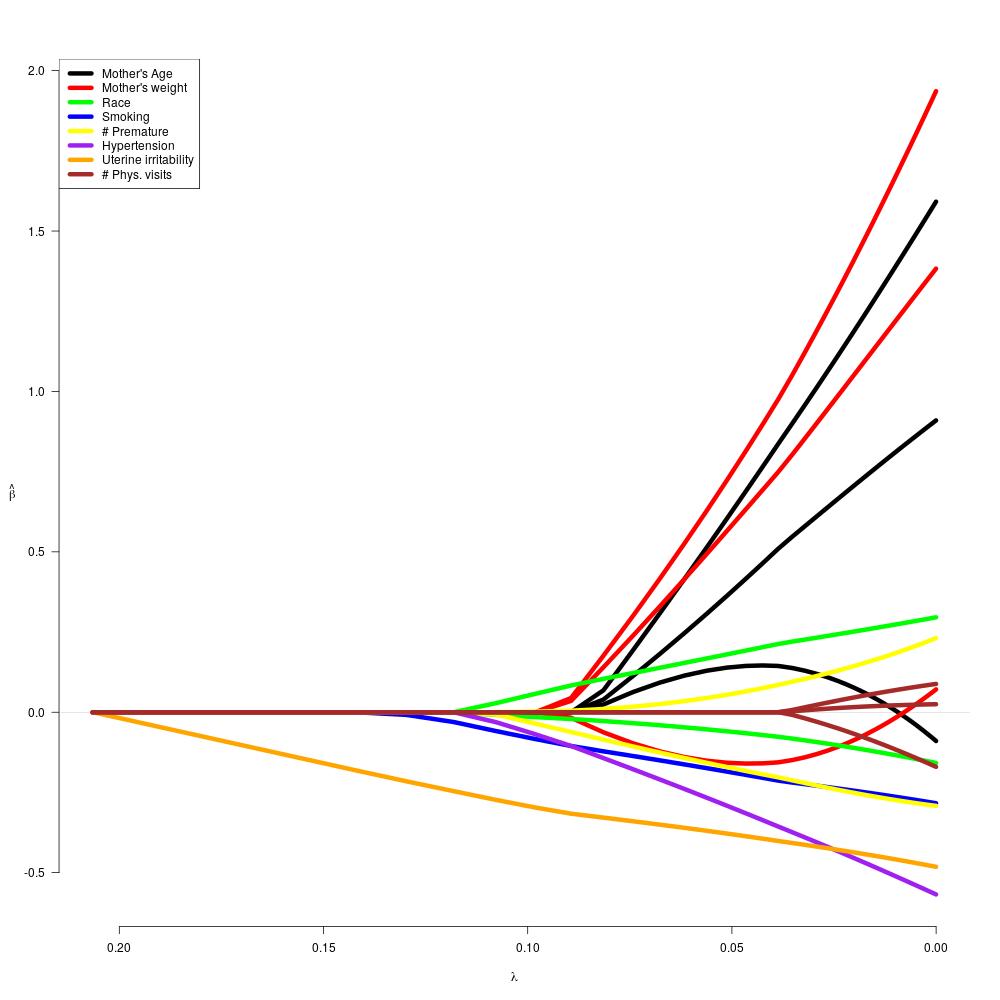 2.0
1.5
1.0
0.5
0.0
-0.5
β̂
Mother's Age
Mother's weight
Race
Smoking
# Premature
Hypertension
Uterine irritability
# Phys. visits
0.20 0.15 0.10 0.05 0.00
λ